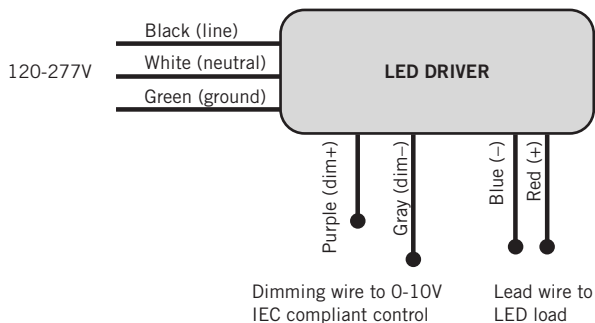 Black (line)
120-277V
White (neutral)
Green (ground)
LED DRIVER
Purple (dim+)
Gray (dim−)
Blue (−)
Red (+)
Dimming wire to 0-10V
IEC compliant control
Lead wire to
LED load